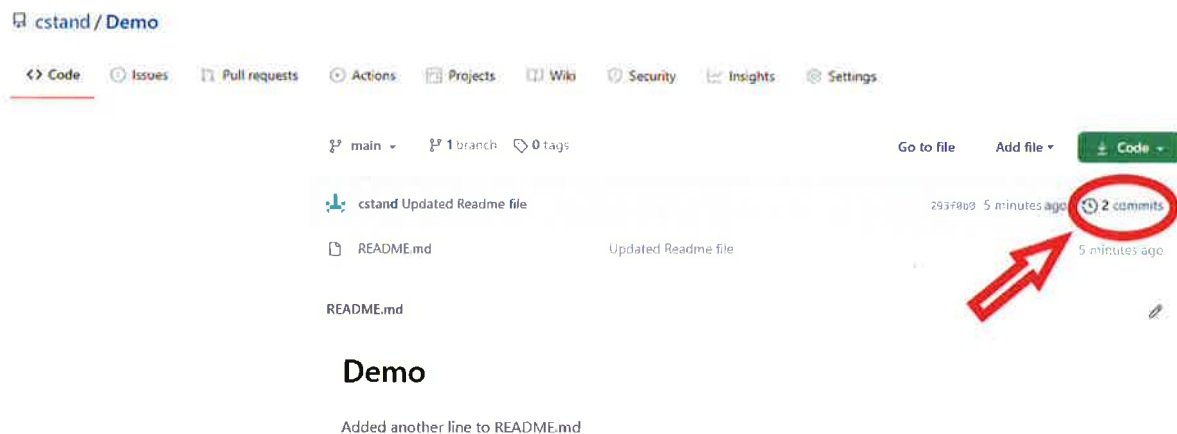 cstand / Demo
<> Code Issues Pull requests Actions Projects Wiki Security Insights Settings
main 1 branch 0 tags Go to file Add file Code
cstand Updated Readme file 5 minutes ago 2 commits
README.md Updated Readme file 5 minutes ago
README.md
Demo
Added another line to README.md